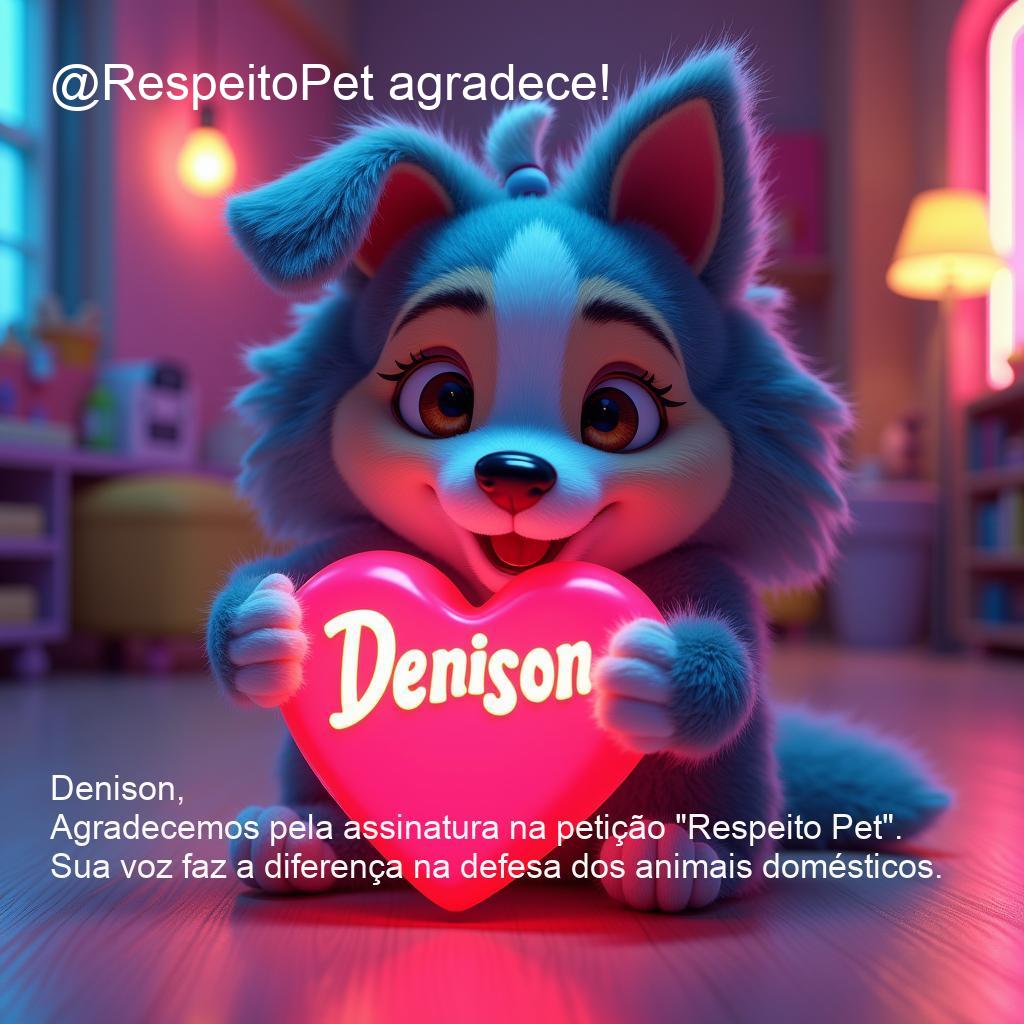 @RespeitoPet agradece!
Denison
Denison,
Agradecemos pela assinatura na petição "Respeito Pet".
Sua voz faz a diferença na defesa dos animais domésticos.